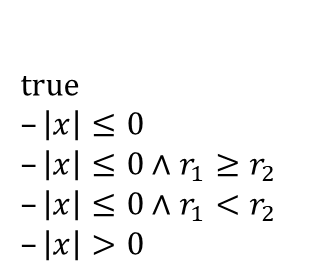 true
– |x| ≤ 0
– |x| ≤ 0 ∧ r₁ ≥ r₂
– |x| ≤ 0 ∧ r₁ < r₂
– |x| > 0